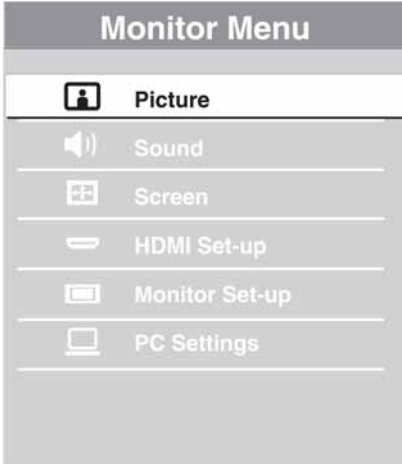 Monitor Menu
Picture
Sound
Screen
HDMI Set-up
Monitor Set-up
PC Settings